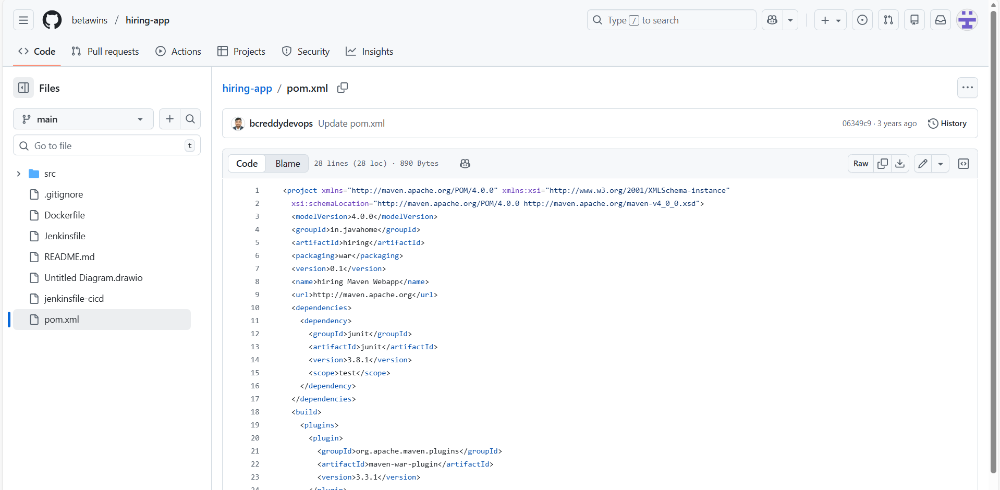 betawins / hiring-app
Type / to search
Code
Pull requests
Actions
Projects
Security
Insights
Files
main
Go to file
t
src
.gitignore
Dockerfile
Jenkinsfile
README.md
Untitled Diagram.drawio
jenkinsfile-cicd
pom.xml
hiring-app / pom.xml
bcreddydevops Update pom.xml
06349c9 · 3 years ago
History
Code
Blame
28 lines (28 loc) · 890 Bytes
Raw
1 <project xmlns="http://maven.apache.org/POM/4.0.0" xmlns:xsi="http://www.w3.org/2001/XMLSchema-instance"
2 xsi:schemaLocation="http://maven.apache.org/POM/4.0.0 http://maven.apache.org/maven-v4_0_0.xsd">
3 <modelVersion>4.0.0</modelVersion>
4 <groupId>in.javahome</groupId>
5 <artifactId>hiring</artifactId>
6 <packaging>war</packaging>
7 <version>0.1</version>
8 <name>hiring Maven Webapp</name>
9 <url>http://maven.apache.org</url>
10 <dependencies>
11 <dependency>
12 <groupId>junit</groupId>
13 <artifactId>junit</artifactId>
14 <version>3.8.1</version>
15 <scope>test</scope>
16 </dependency>
17 </dependencies>
18 <build>
19 <plugins>
20 <plugin>
21 <groupId>org.apache.maven.plugins</groupId>
22 <artifactId>maven-war-plugin</artifactId>
23 <version>3.3.1</version>
24 </plugin>